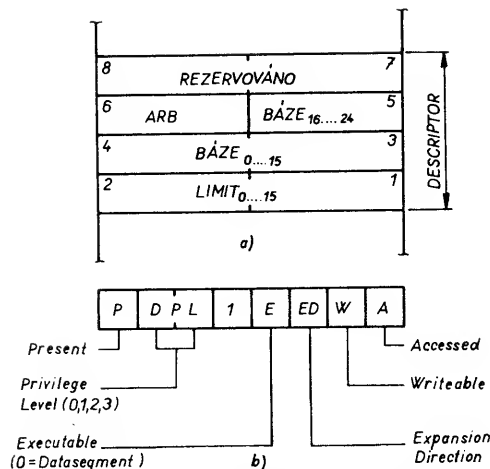 8 REZERVOVÁNO 7
6 ARB BÁZE16....24 5
4 BÁZE0....15 3
2 LIMIT0....15 1
DESCRIPTOR
a)
P D P L 1 E ED W A
Present
Accessed
Privilege
Level (0,1,2,3)
Writeable
Executable
(0=Datasegment)
Expansion
Direction
b)